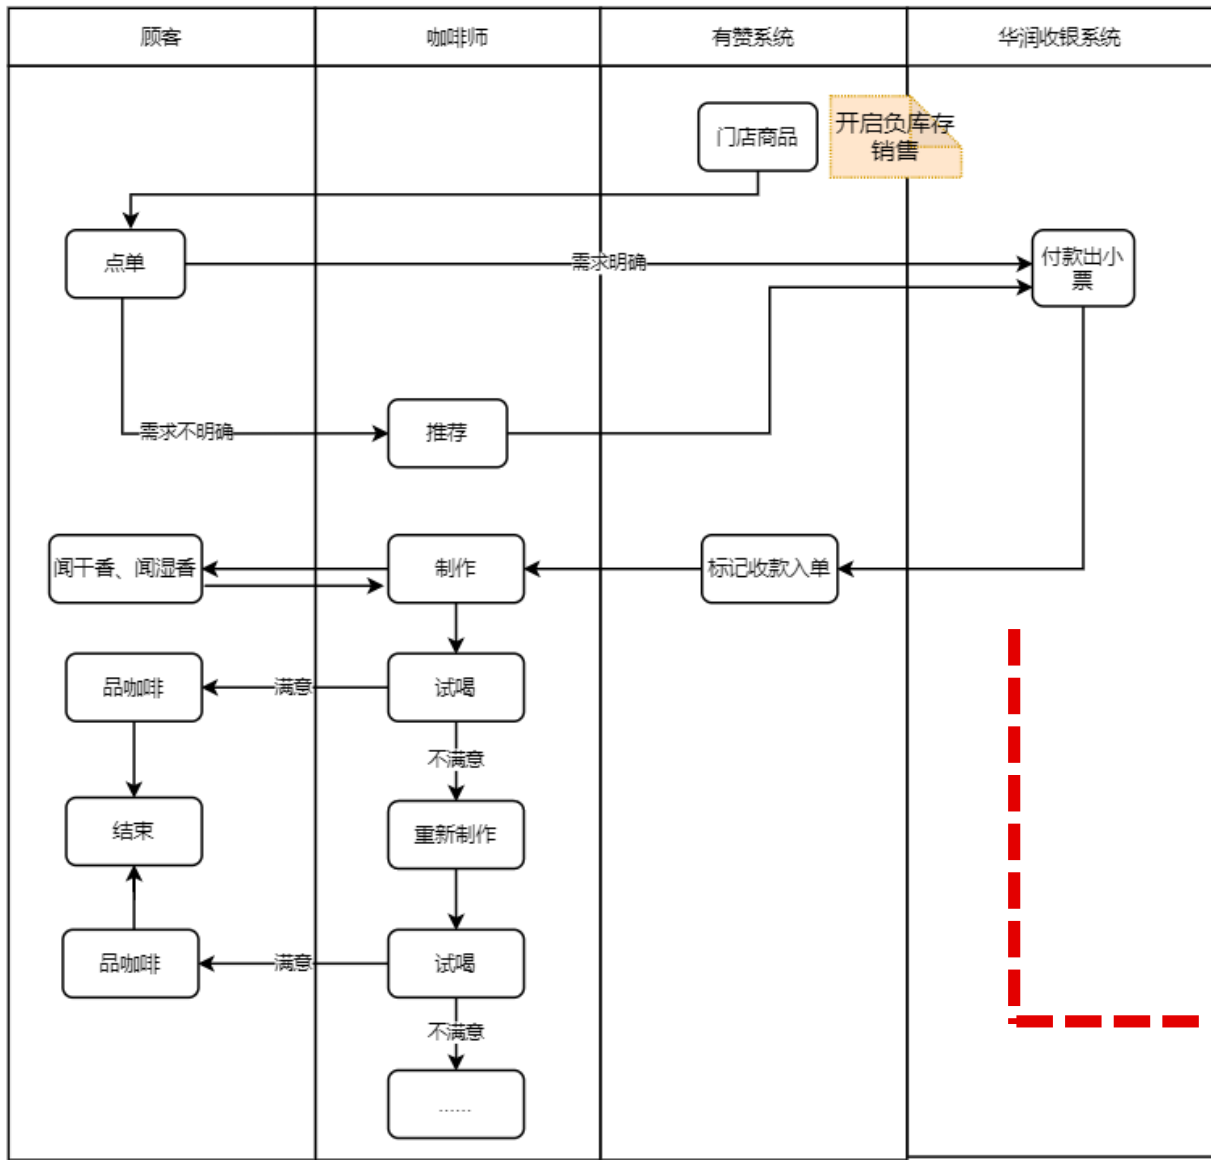 顾客
咖啡师
有赞系统
华润收银系统
门店商品
开启负库存
销售
点单
需求明确
付款出小
票
需求不明确
推荐
闻干香、闻湿香
制作
标记收款入单
品咖啡
满意
试喝
不满意
结束
重新制作
品咖啡
满意
试喝
不满意
......